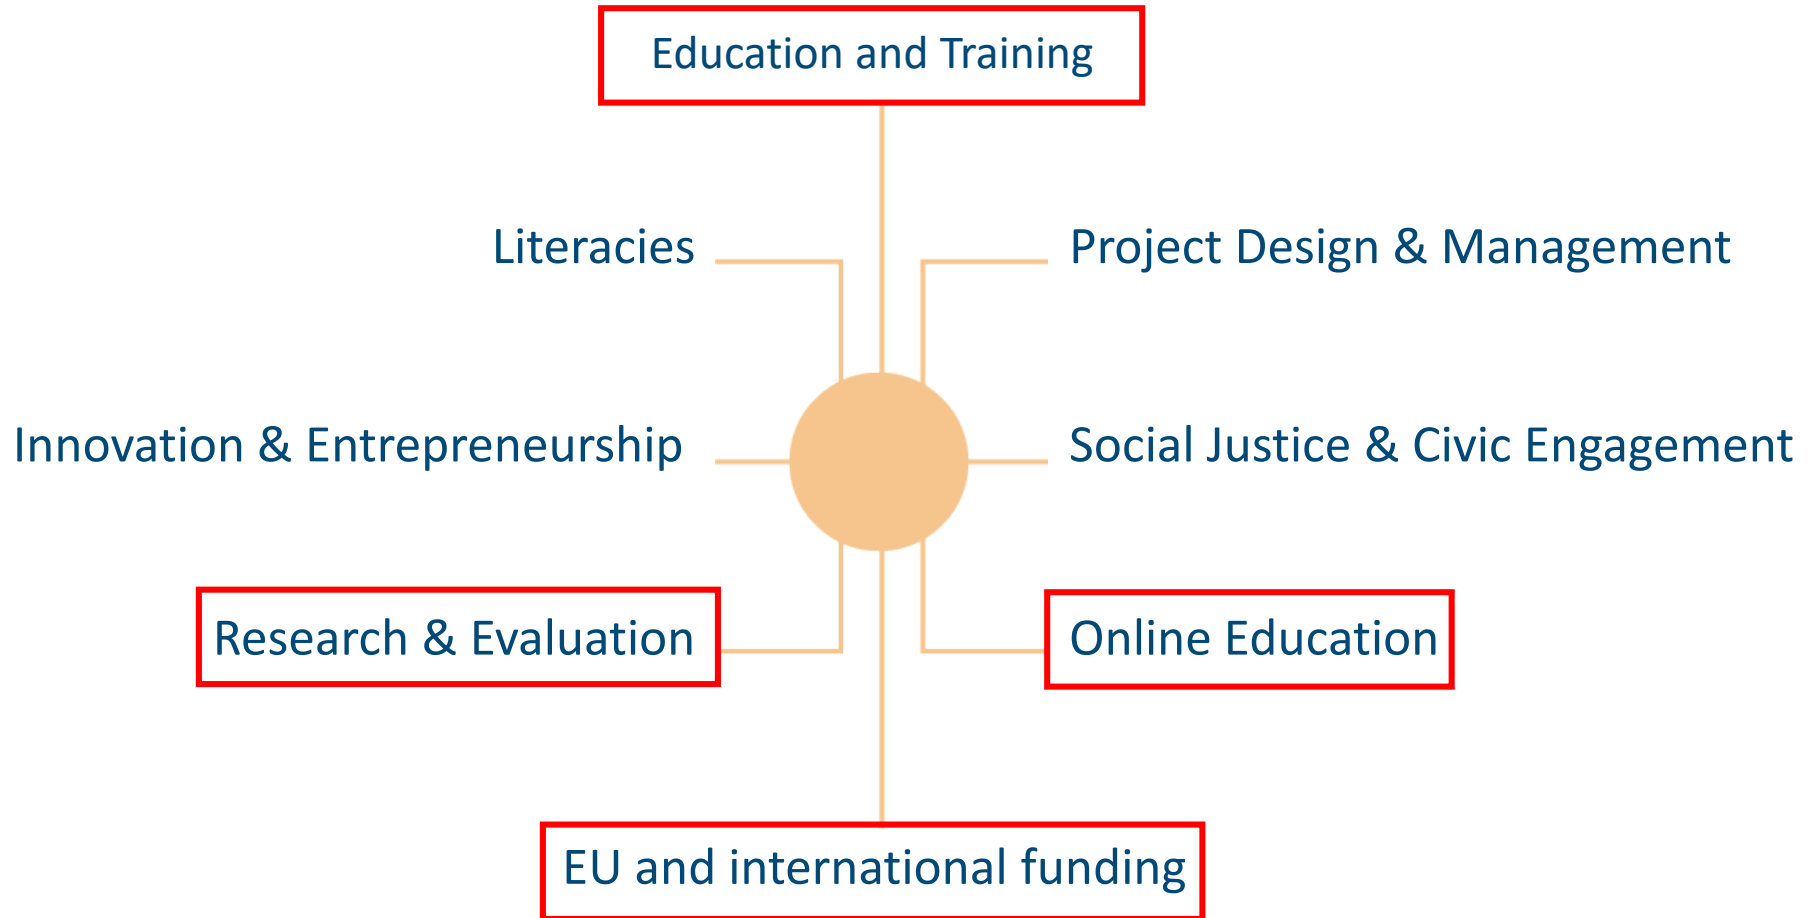 Education and Training
Literacies
Project Design & Management
Innovation & Entrepreneurship
Social Justice & Civic Engagement
Research & Evaluation
Online Education
EU and international funding